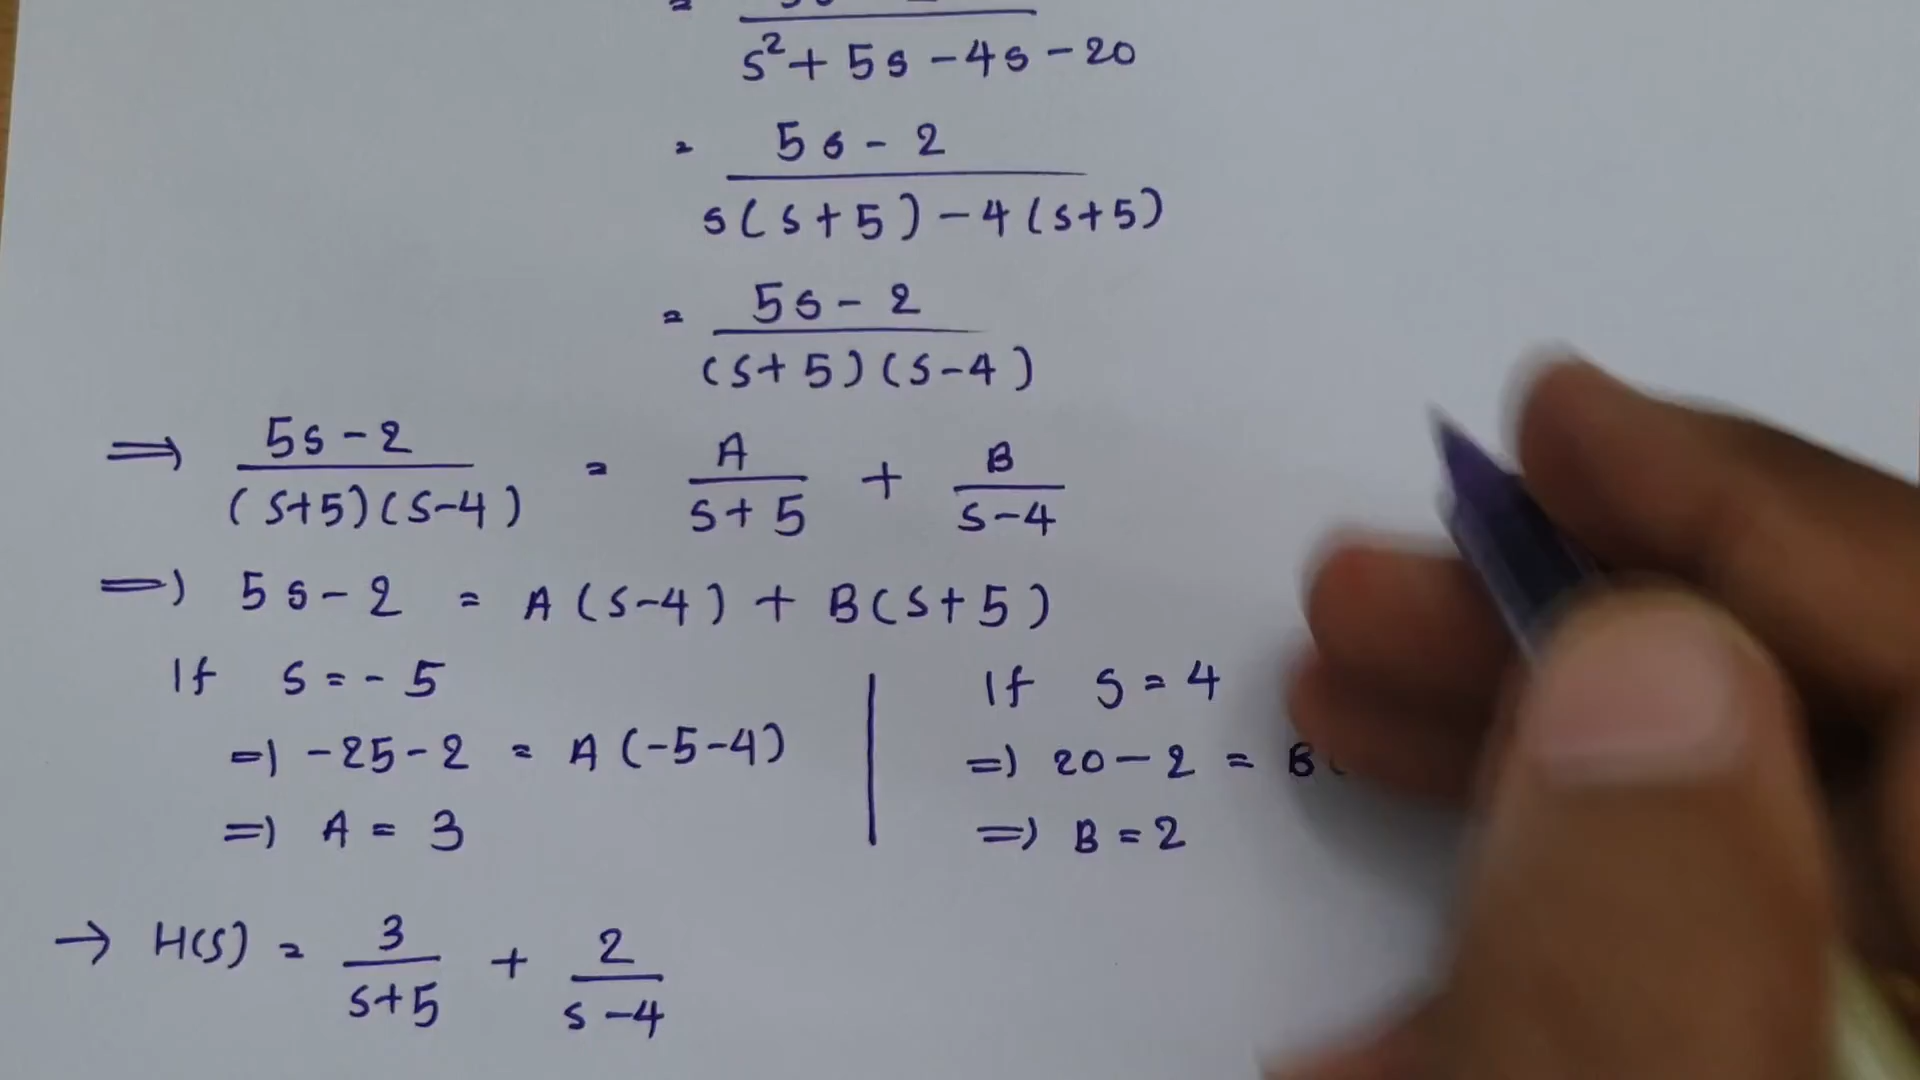 =
s²+5s-4s-20
= 5s-2
s(s+5)-4(s+5)
= 5s-2
(s+5)(s-4)
⇒ 5s-2 / (s+5)(s-4) = A / s+5 + B / s-4
⇒ 5s-2 = A(s-4) + B(s+5)
If s=-5
⇒ -25-2 = A(-5-4)
⇒ A = 3
If s=4
⇒ 20-2 = B(
⇒ B=2
→ H(s) = 3 / s+5 + 2 / s-4